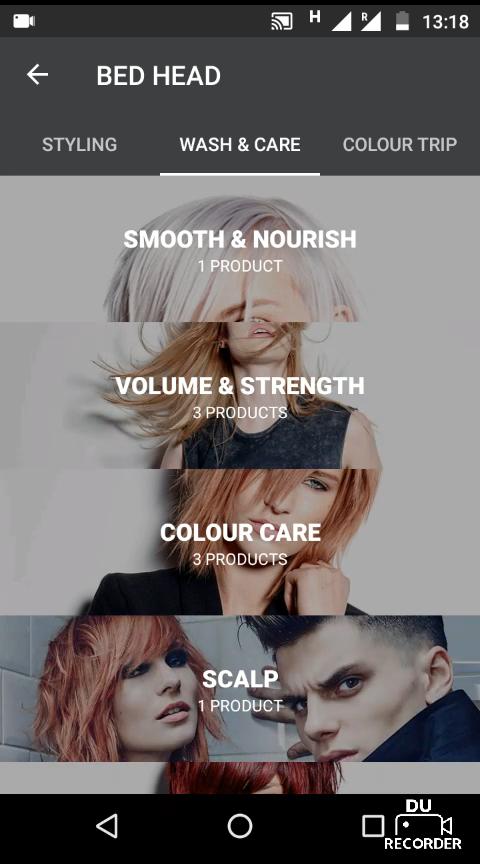 H
R
13:18
BED HEAD
STYLING
WASH & CARE
COLOUR TRIP
SMOOTH & NOURISH
1 PRODUCT
VOLUME & STRENGTH
3 PRODUCTS
COLOUR CARE
3 PRODUCTS
SCALP
1 PRODUCT
DU
RECORDER